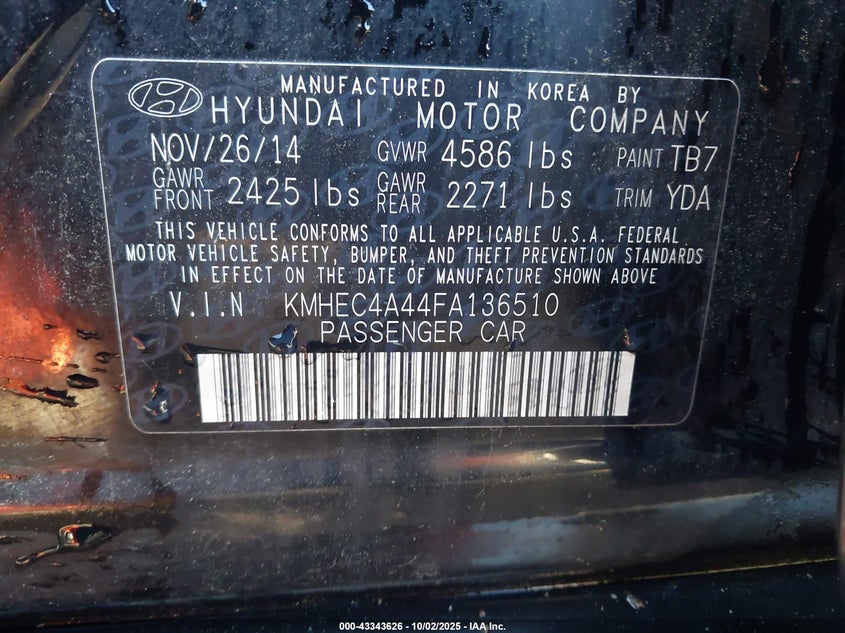 MANUFACTURED IN KOREA BY
HYUNDAI MOTOR COMPANY
NOV/26/14 GVWR 4586 lbs PAINT TB7
GAWR FRONT 2425 lbs GAWR REAR 2271 lbs TRIM YDA
THIS VEHICLE CONFORMS TO ALL APPLICABLE U.S.A. FEDERAL
MOTOR VEHICLE SAFETY, BUMPER, AND THEFT PREVENTION STANDARDS
IN EFFECT ON THE DATE OF MANUFACTURE SHOWN ABOVE
V.I.N KMHEC4A44FA136510
PASSENGER CAR
000-43343626 - 10/02/2025 - IAA Inc.